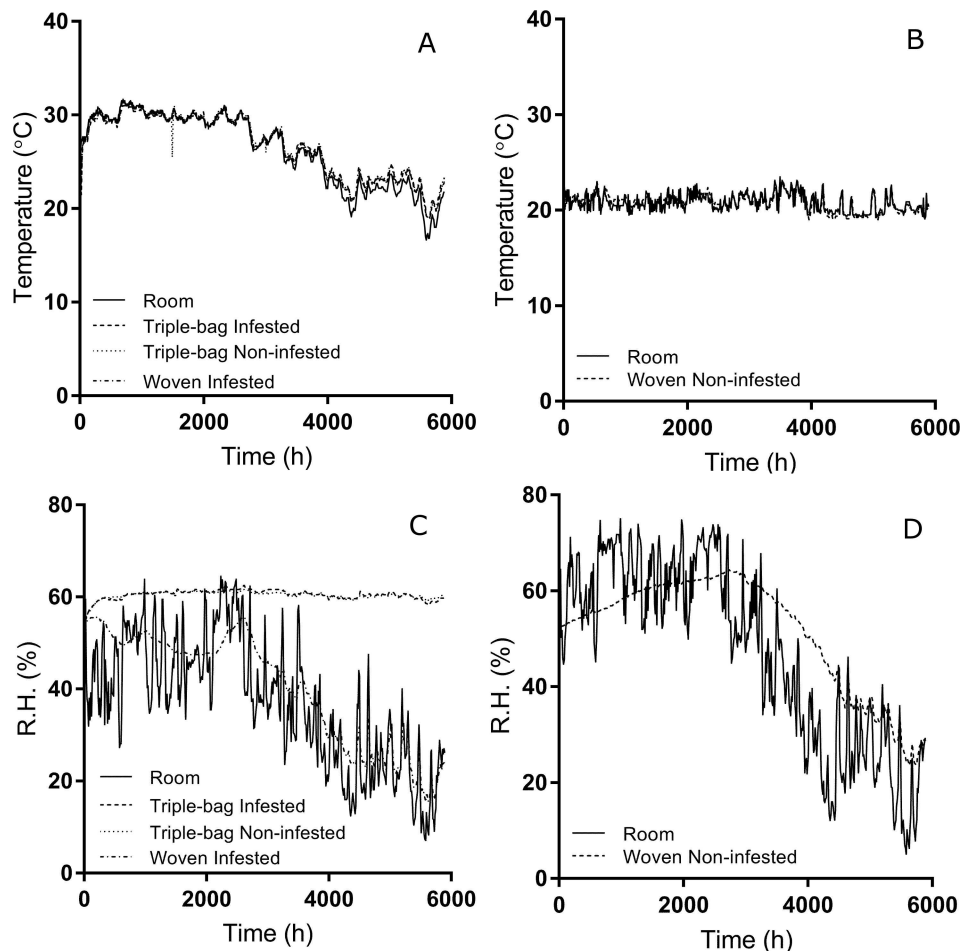 A
Temperature (°C)
40
30
20
10
0
Room
Triple-bag Infested
Triple-bag Non-infested
Woven Infested
0 2000 4000 6000
Time (h)
B
Temperature (°C)
40
30
20
10
0
Room
Woven Non-infested
0 2000 4000 6000
Time (h)
C
R.H. (%)
80
60
40
20
0
Room
Triple-bag Infested
Triple-bag Non-infested
Woven Infested
0 2000 4000 6000
Time (h)
D
R.H. (%)
80
60
40
20
0
Room
Woven Non-infested
0 2000 4000 6000
Time (h)